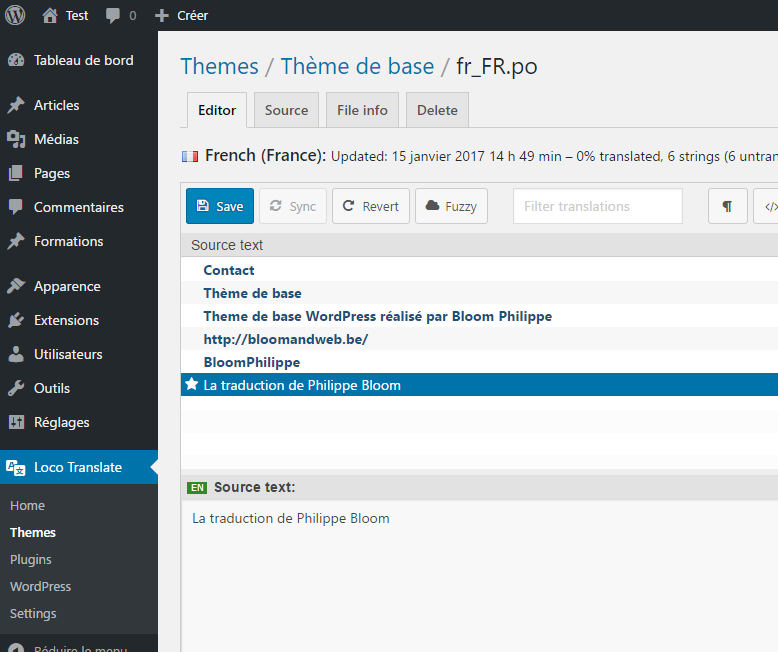 Test 0 Créer
Tableau de bord
Articles
Médias
Pages
Commentaires
Formations
Apparence
Extensions
Utilisateurs
Outils
Réglages
Loco Translate
Home
Themes
Plugins
WordPress
Settings
Réduire le menu
Themes / Thème de base / fr_FR.po
Editor Source File info Delete
French (France): Updated: 15 janvier 2017 14 h 49 min – 0% translated, 6 strings (6 untran
Save Sync Revert Fuzzy Filter translations ¶ </>
Source text
Contact
Thème de base
Theme de base WordPress réalisé par Bloom Philippe
http://bloomandweb.be/
BloomPhilippe
La traduction de Philippe Bloom
EN Source text:
La traduction de Philippe Bloom